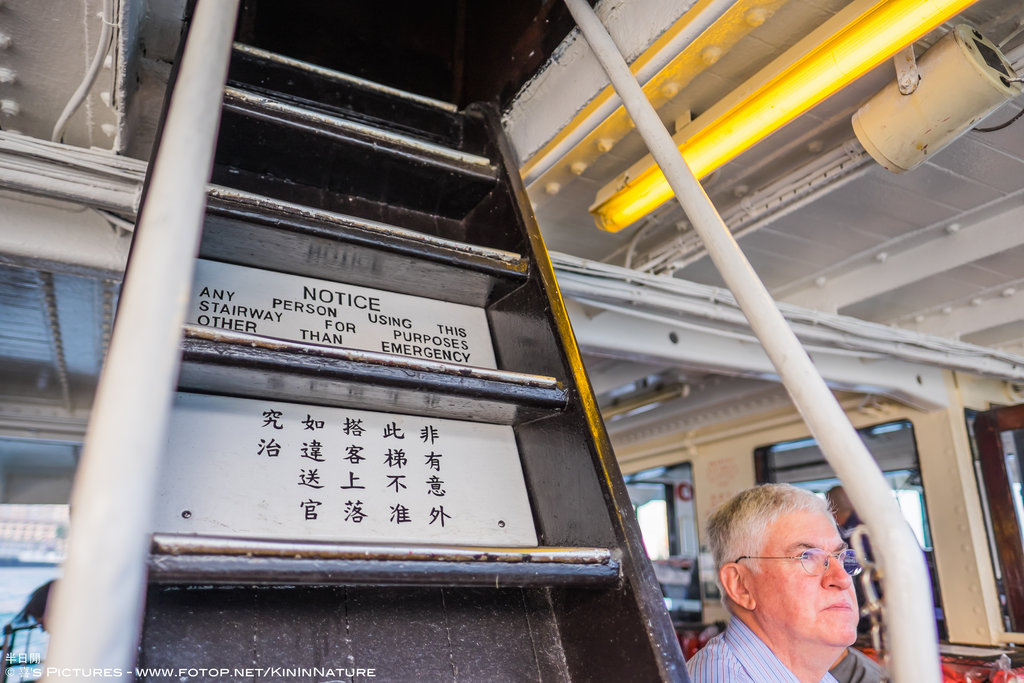 NOTICE
ANY PERSON USING THIS
STAIRWAY FOR PURPOSES
OTHER THAN EMERGENCY
非有意外
此梯不准
搭客上落
如違送官
究治
半日閒
© 喜's Pictures - www.fotop.net/KinInNature